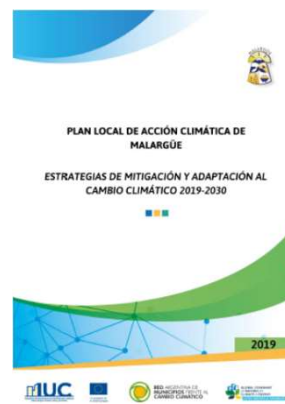 PLAN LOCAL DE ACCIÓN CLIMÁTICA DE
MALARGÜE
ESTRATEGIAS DE MITIGACIÓN Y ADAPTACIÓN AL
CAMBIO CLIMÁTICO 2019-2030
2019
IUC
RED ARGENTINA DE
MUNICIPIOS FRENTE AL
CAMBIO CLIMÁTICO